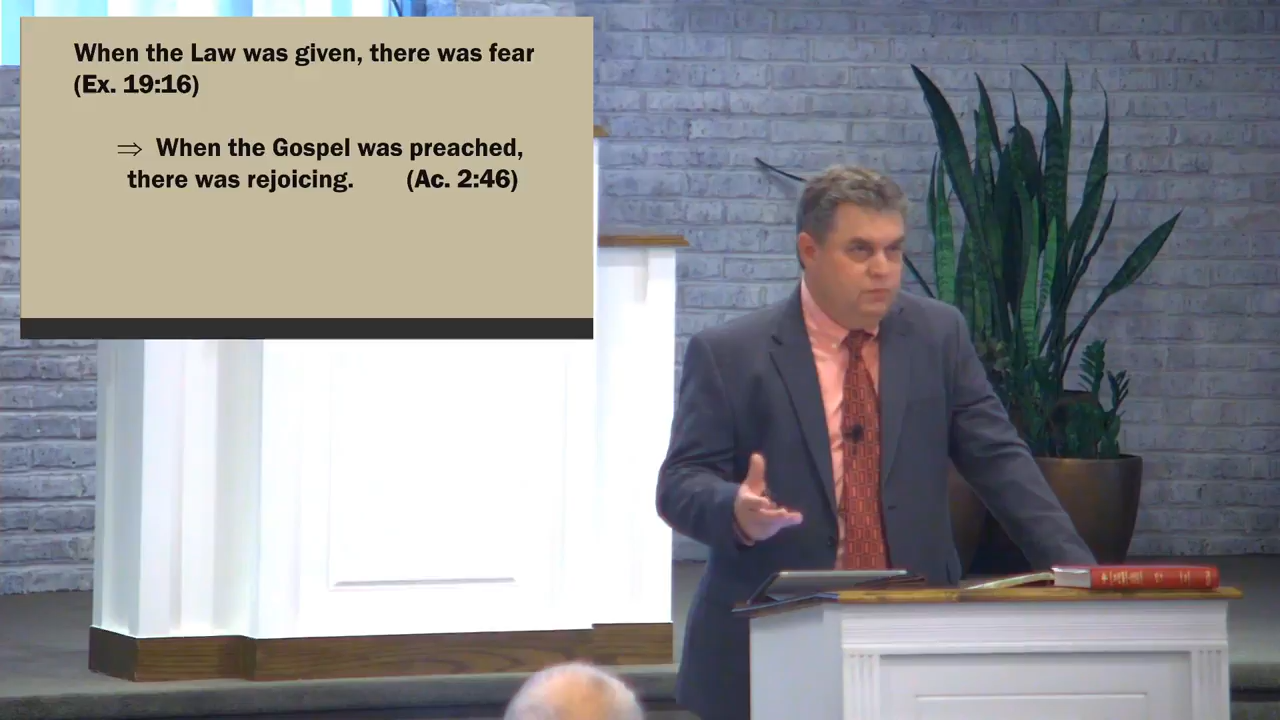 When the Law was given, there was fear
(Ex. 19:16)
⇒ When the Gospel was preached,
there was rejoicing. (Ac. 2:46)